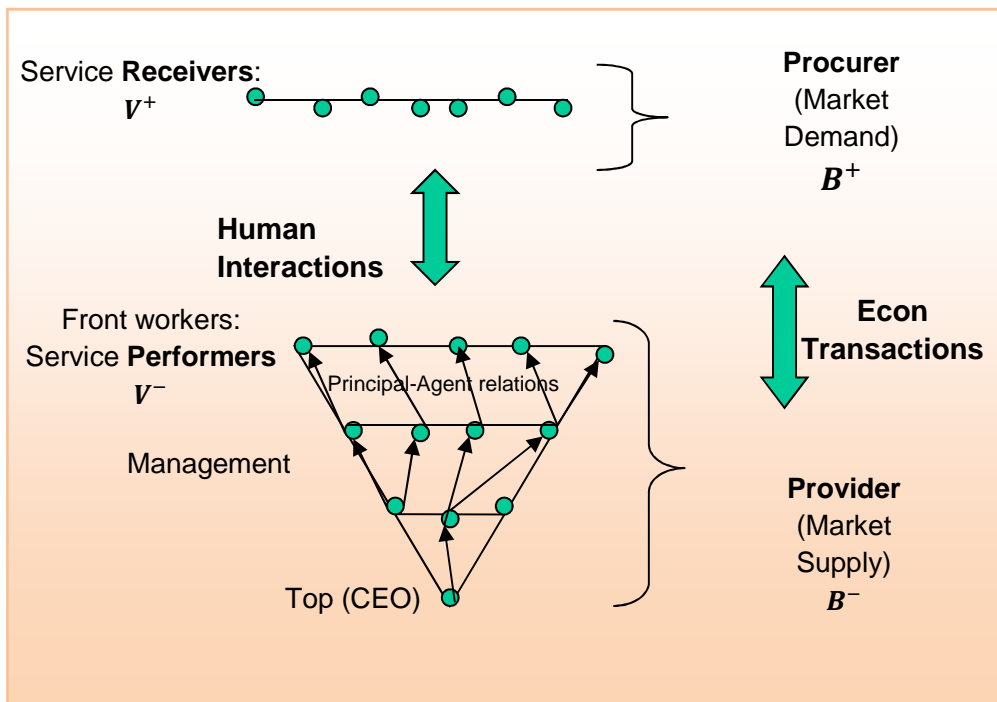 Service Receivers:
V⁺
Procurer
(Market
Demand)
B⁺
Human
Interactions
Econ
Transactions
Front workers:
Service Performers
V⁻
Principal-Agent relations
Management
Provider
(Market
Supply)
B⁻
Top (CEO)